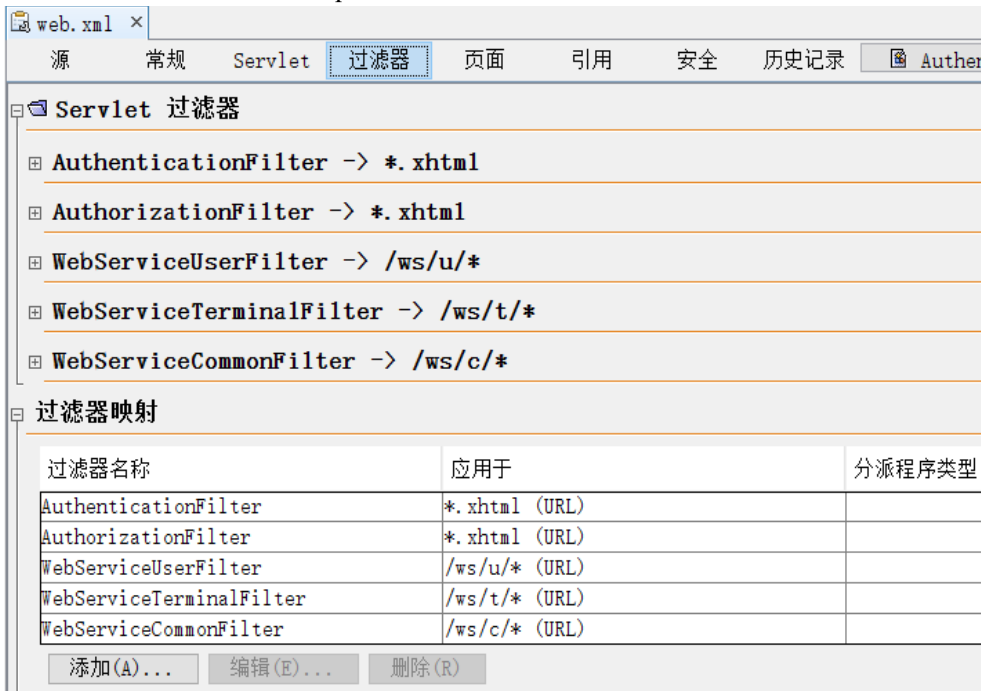 web.xml ×
源 常规 Servlet 过滤器 页面 引用 安全 历史记录 Authen
Servlet 过滤器
AuthenticationFilter -> *.xhtml
AuthorizationFilter -> *.xhtml
WebServiceUserFilter -> /ws/u/*
WebServiceTerminalFilter -> /ws/t/*
WebServiceCommonFilter -> /ws/c/*
过滤器映射
过滤器名称 应用于 分派程序类型
AuthenticationFilter *.xhtml (URL)
AuthorizationFilter *.xhtml (URL)
WebServiceUserFilter /ws/u/* (URL)
WebServiceTerminalFilter /ws/t/* (URL)
WebServiceCommonFilter /ws/c/* (URL)
添加(A)... 编辑(E)... 删除(R)